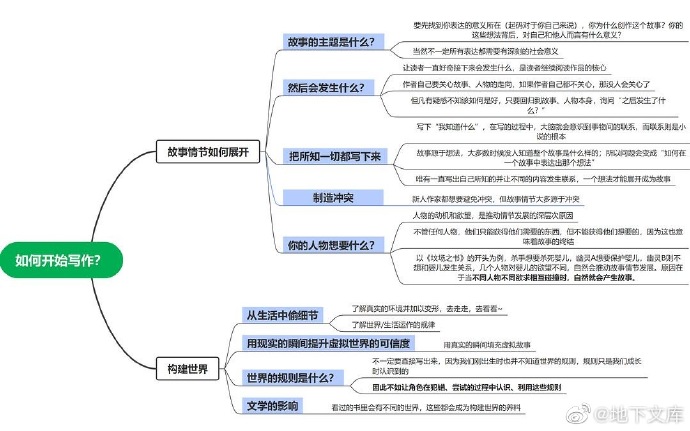 如何开始写作？
故事情节如何展开
故事的主题是什么？
要先找到你表达的意义所在（起码对于你自己来说），你为什么创作这个故事？你的
这些想法背后，对自己和他人而言有什么意义？
当然不一定所有表达都需要有深刻的社会意义
然后会发生什么？
让读者一直好奇接下来会发生什么，是读者继续阅读作品的核心
作者自己要关心故事、人物的走向，如果作者自己都不关心，那没人会关心了
但凡有疑惑不知该如何是好，只要回归到故事、人物本身，询问“之后发生了什
么？”
把所知一切都写下来
写下“我知道什么”，在写的过程中，大脑就会意识到事物间的联系，而联系则是小
说的根本
故事源于想法，大多数时候没人知道整个故事是什么样的；所以问题会变成“如何在
一个故事中表达出那个想法”
唯有一直写出自己所知的并让不同的内容发生联系，一个想法才能展开成为故事
制造冲突
新人作家都想要避免冲突，但故事情节大多源于冲突
你的人物想要什么？
人物的动机和欲望，是推动情节发展的深层次原因
不管任何人物，他们只能获得他们需要的东西，但不能获得他们想要的，因为这也意
味着故事的终结
以《坟场之书》的开头为例，杀手想要杀死婴儿，幽灵A想要保护婴儿，幽灵B则不
想和婴儿发生关系，几个人物对婴儿的欲望不同，自然会推动故事情节发展。原因在
于当不同人物不同欲求相互碰撞时，自然就会产生故事。
构建世界
从生活中偷细节
了解真实的环境并加以变形，去走走，去看看~
了解世界/生活运作的规律
用现实的瞬间提升虚拟世界的可信度
用真实的瞬间填充虚拟故事
世界的规则是什么？
不一定要直接写出来，因为我们刚出生时也并不知道世界的规则，规则只是我们成长
时认识到的
因此不如让角色在犯错、尝试的过程中认识、利用这些规则
文学的影响
看过的书里会有不同的世界，这些都会成为构建世界的养料
@地下文库